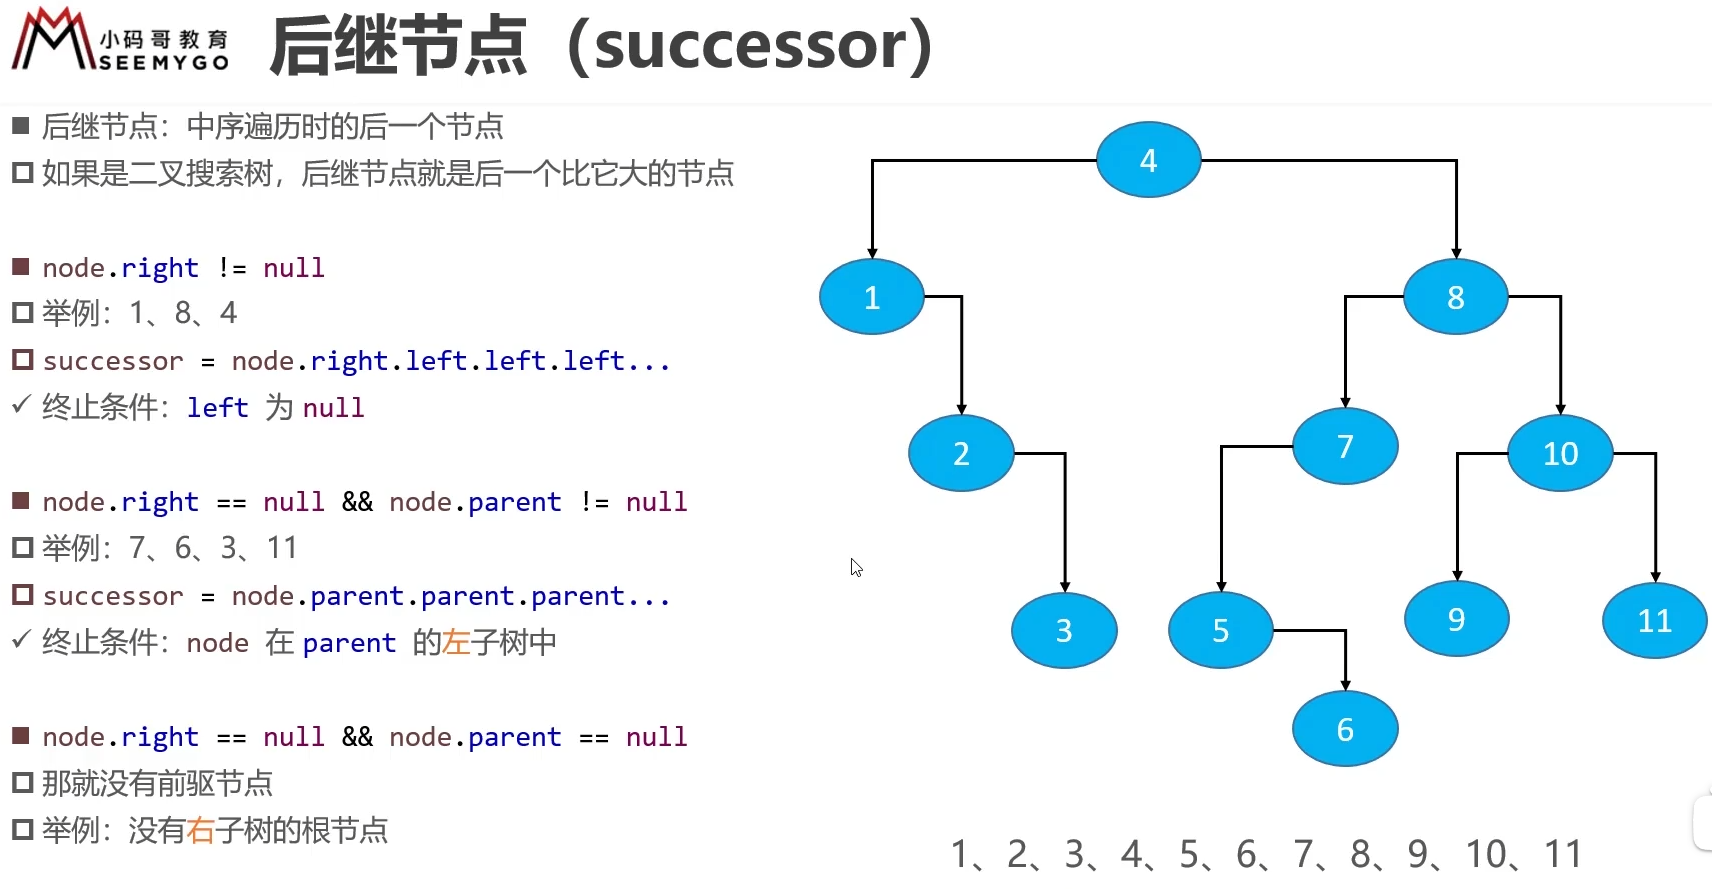 小码哥教育
SEEMYGO
后继节点（successor）
■ 后继节点：中序遍历时的后一个节点
□ 如果是二叉搜索树，后继节点就是后一个比它大的节点
■ node.right != null
□ 举例：1、8、4
□ successor = node.right.left.left.left...
✓ 终止条件：left 为 null
■ node.right == null && node.parent != null
□ 举例：7、6、3、11
□ successor = node.parent.parent.parent...
✓ 终止条件：node 在 parent 的左子树中
■ node.right == null && node.parent == null
□ 那就没有前驱节点
□ 举例：没有右子树的根节点
4
1
8
2
7
10
3
5
9
11
6
1、2、3、4、5、6、7、8、9、10、11